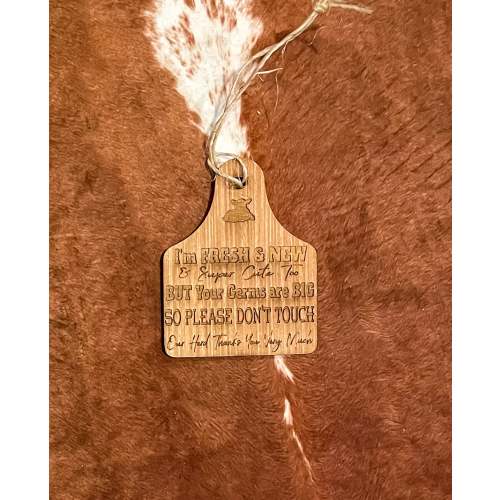 I'm FRESH & NEW
& Super Cute Too
BUT Your Germs are BIG
SO PLEASE DON'T TOUCH
Our Herd Thanks You Very Much